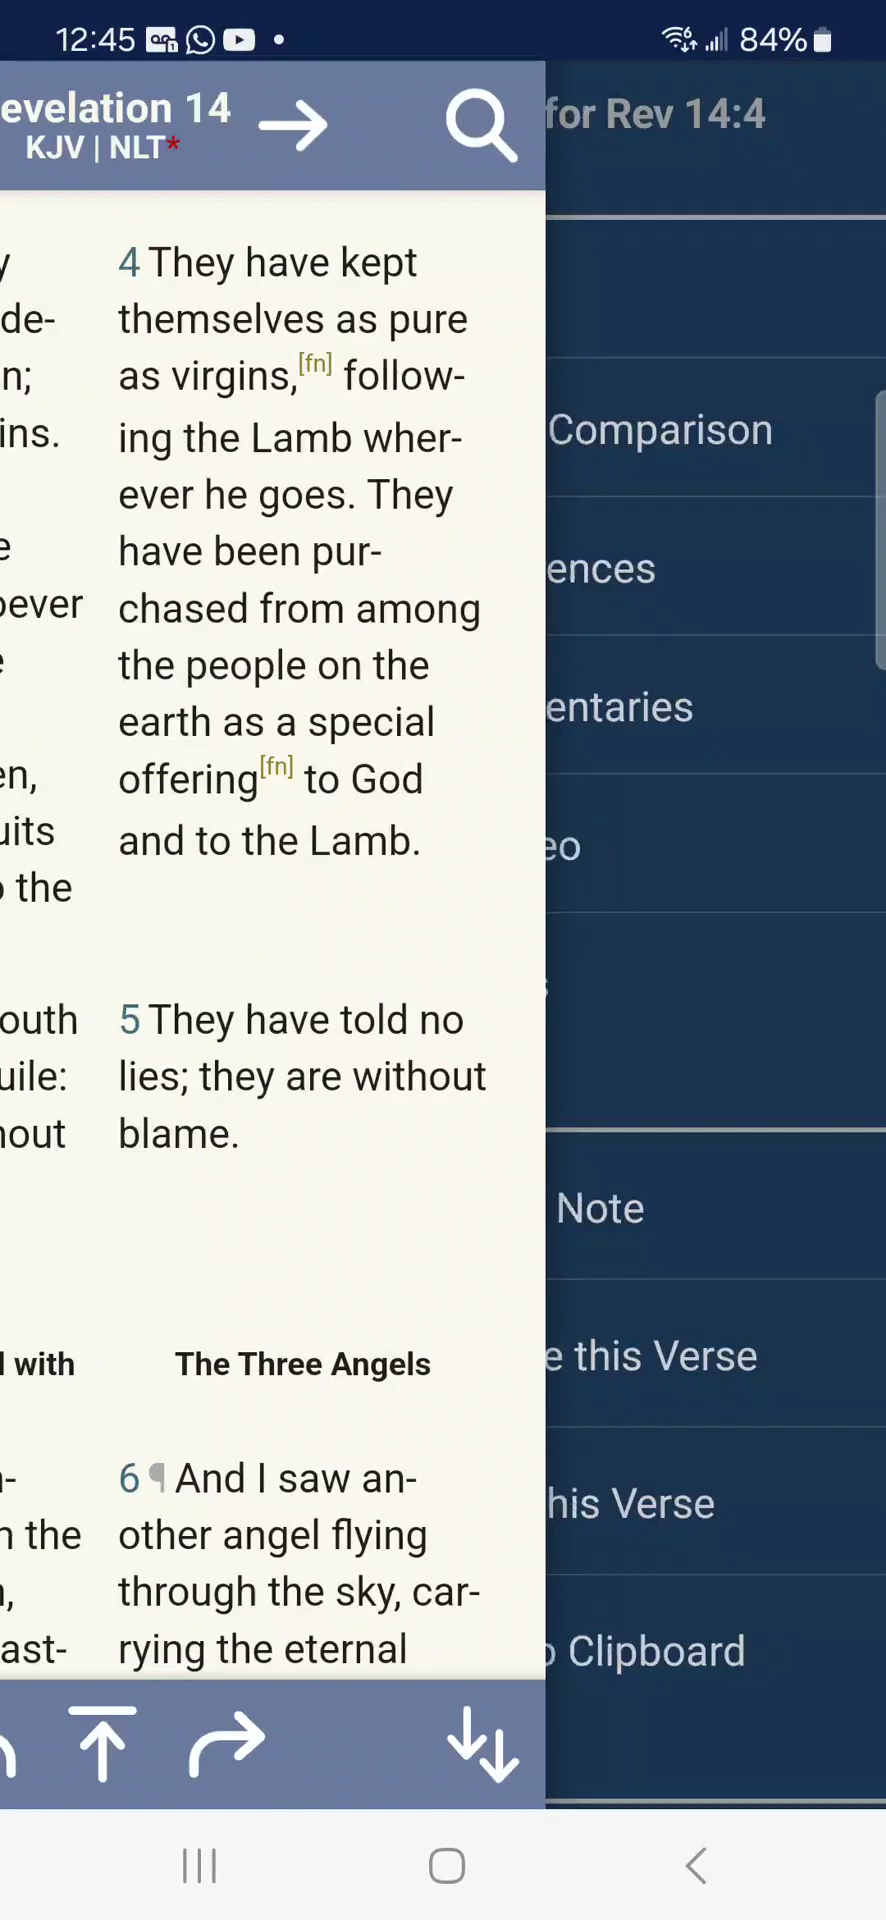 12:45
84%
evelation 14
KJV | NLT*
for Rev 14:4
y
de-
n;
ins.
e
oever
e
en,
uits
o the
outh
uile:
hout
l with
n-
n the
n,
ast-
4 They have kept
themselves as pure
as virgins,[fn] follow-
ing the Lamb wher-
ever he goes. They
have been pur-
chased from among
the people on the
earth as a special
offering[fn] to God
and to the Lamb.
5 They have told no
lies; they are without
blame.
The Three Angels
6 ¶ And I saw an-
other angel flying
through the sky, car-
rying the eternal
Comparison
ences
entaries
eo
s
Note
e this Verse
his Verse
o Clipboard